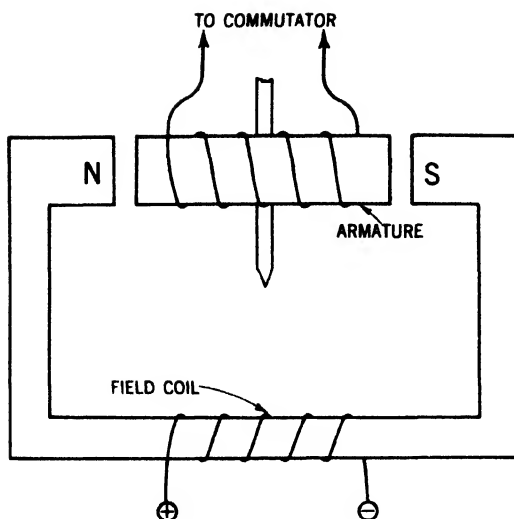 TO COMMUTATOR
N
S
ARMATURE
FIELD COIL
⊕
⊖